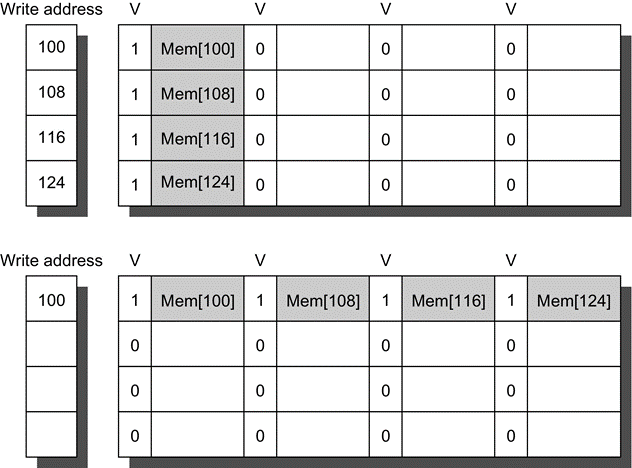 Write address V V V V
100 1 Mem[100] 0 0 0
108 1 Mem[108] 0 0 0
116 1 Mem[116] 0 0 0
124 1 Mem[124] 0 0 0
Write address V V V V
100 1 Mem[100] 1 Mem[108] 1 Mem[116] 1 Mem[124]
0 0 0 0
0 0 0 0
0 0 0 0